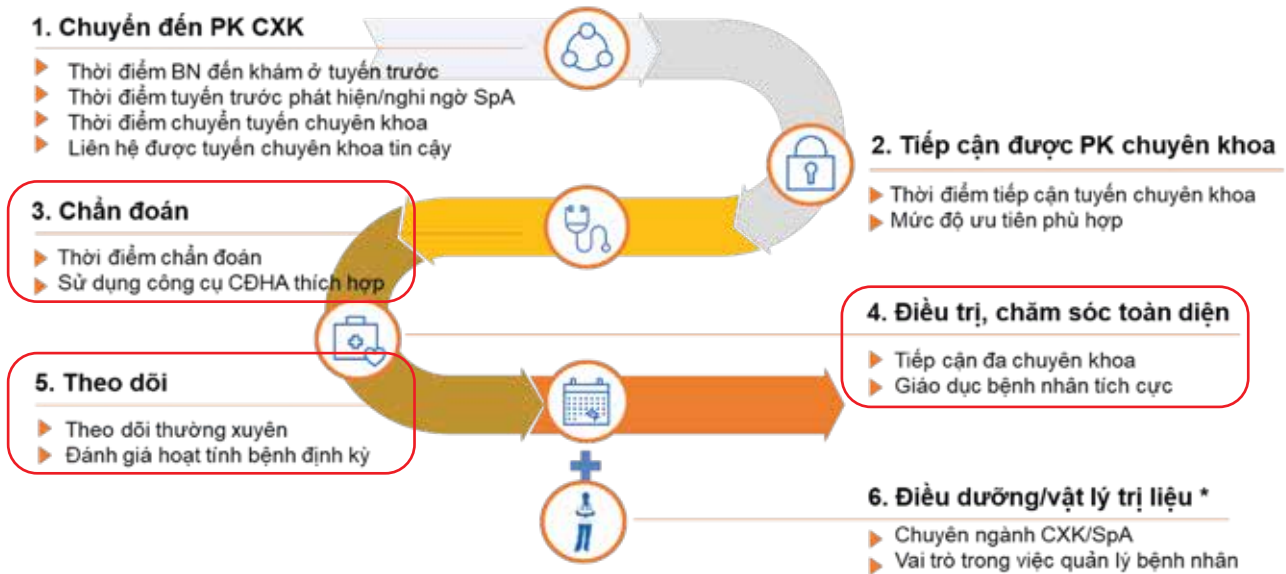 1. Chuyển đến PK CXK
Thời điểm BN đến khám ở tuyến trước
Thời điểm tuyến trước phát hiện/nghi ngờ SpA
Thời điểm chuyển tuyến chuyên khoa
Liên hệ được tuyến chuyên khoa tin cậy
2. Tiếp cận được PK chuyên khoa
Thời điểm tiếp cận tuyến chuyên khoa
Mức độ ưu tiên phù hợp
3. Chẩn đoán
Thời điểm chẩn đoán
Sử dụng công cụ CĐHA thích hợp
4. Điều trị, chăm sóc toàn diện
Tiếp cận đa chuyên khoa
Giáo dục bệnh nhân tích cực
5. Theo dõi
Theo dõi thường xuyên
Đánh giá hoạt tính bệnh định kỳ
6. Điều dưỡng/vật lý trị liệu *
Chuyên ngành CXK/SpA
Vai trò trong việc quản lý bệnh nhân